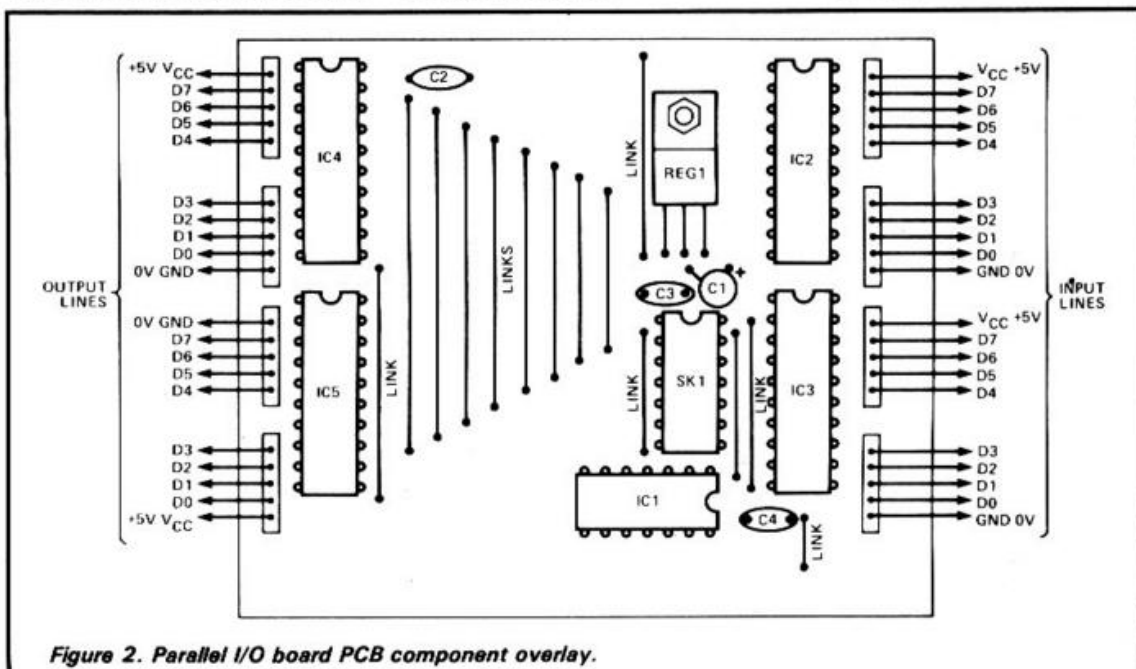 +5V VCC
D7
D6
D5
D4
D3
D2
D1
D0
0V GND
OUTPUT
LINES
0V GND
D7
D6
D5
D4
D3
D2
D1
D0
+5V VCC
IC4
IC5
C2
LINK
LINKS
LINK
REG1
C3
C1
+
LINK
SK1
LINK
IC1
C4
LINK
IC2
IC3
VCC +5V
D7
D6
D5
D4
D3
D2
D1
D0
GND 0V
INPUT
LINES
VCC +5V
D7
D6
D5
D4
D3
D2
D1
D0
GND 0V
Figure 2. Parallel I/O board PCB component overlay.